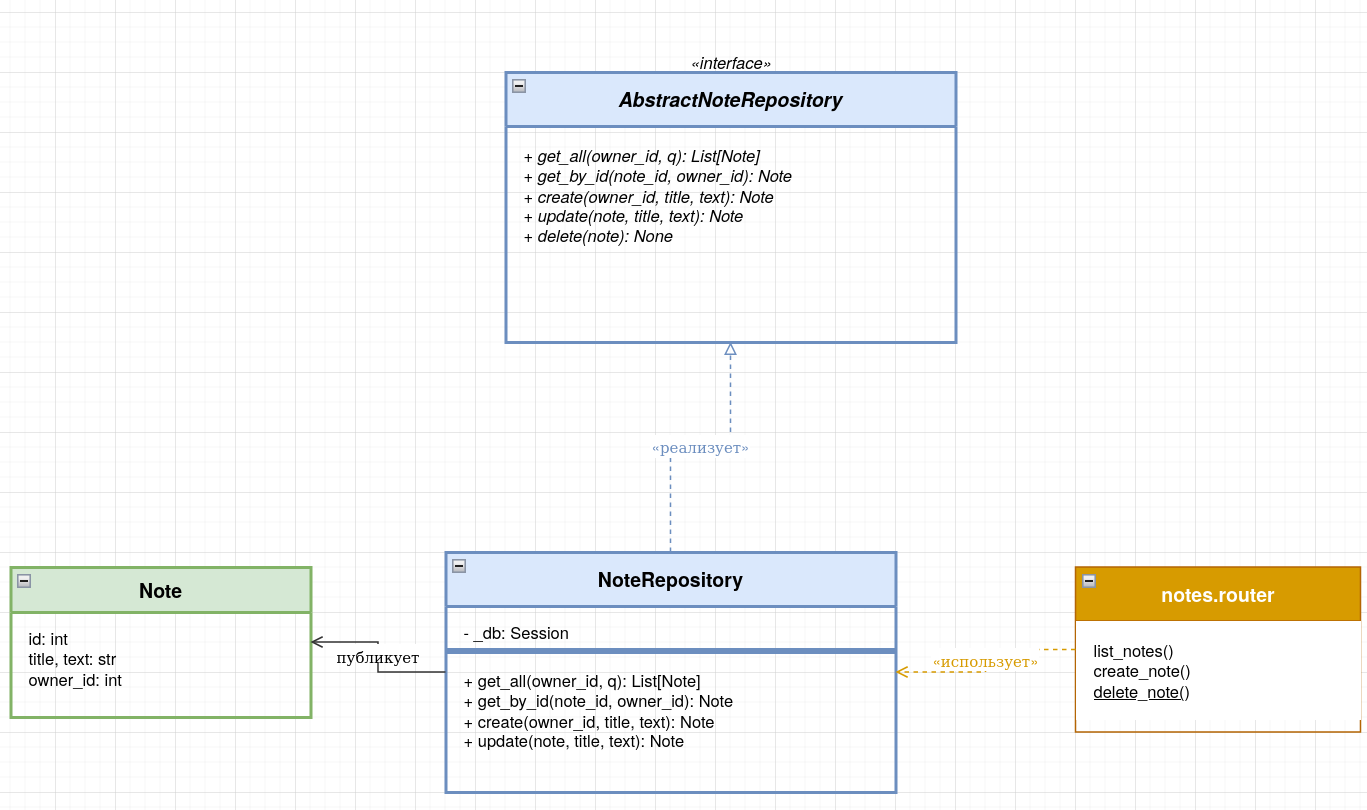 «interface»
AbstractNoteRepository
+ get_all(owner_id, q): List[Note]
+ get_by_id(note_id, owner_id): Note
+ create(owner_id, title, text): Note
+ update(note, title, text): Note
+ delete(note): None
«реализует»
Note
id: int
title, text: str
owner_id: int
публикует
NoteRepository
- _db: Session
+ get_all(owner_id, q): List[Note]
+ get_by_id(note_id, owner_id): Note
+ create(owner_id, title, text): Note
+ update(note, title, text): Note
«использует»
notes.router
list_notes()
create_note()
delete_note()